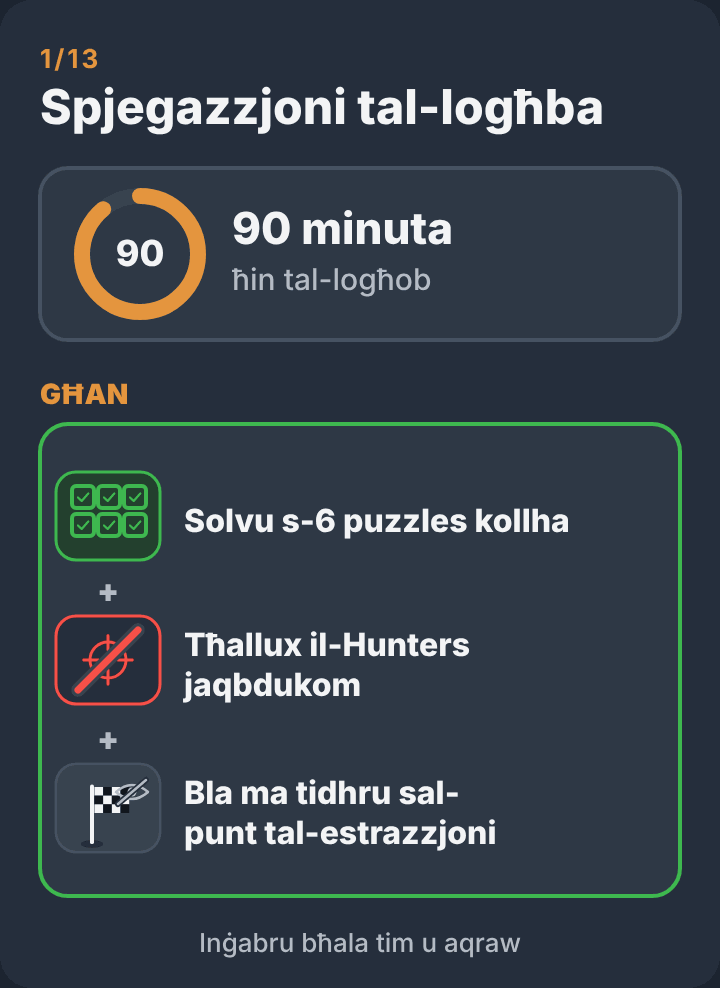 1/13
Spjegazzjoni tal-logħba
90
90 minuta
ħin tal-logħob
GĦAN
Solvu s-6 puzzles kollha
+
Tħallux il-Hunters
jaqbdukom
+
Bla ma tidhru sal-
punt tal-estrazzjoni
Inġabru bħala tim u aqraw